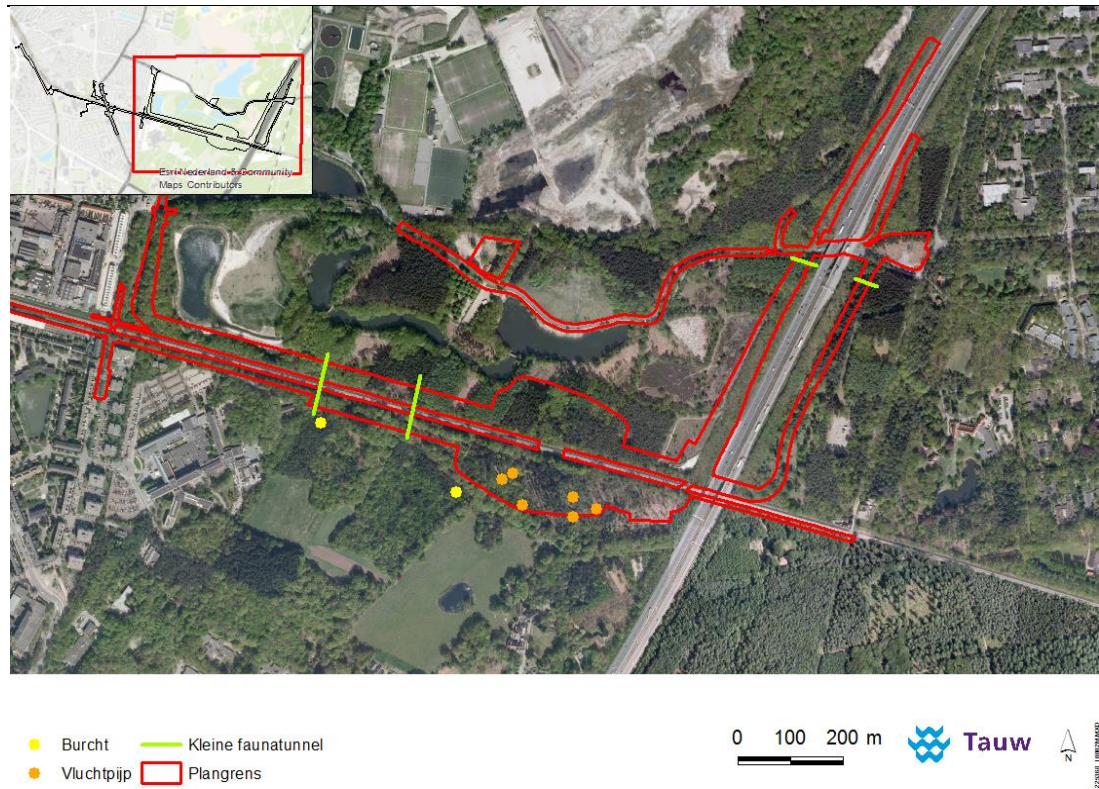 Esri Nederland & Community
Maps Contributors
Burcht
Kleine faunatunnel
Vluchtpijp
Plangrens
0 100 200 m
Tauw
N